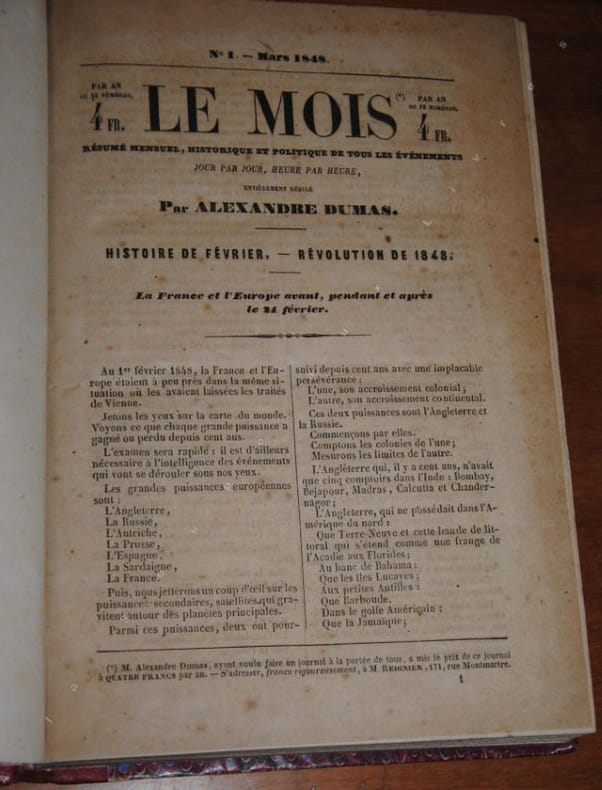 N° 1. — Mars 1848.
PAR AN
OU 12 NUMÉROS,
4 FR.
LE MOIS (*)
PAR AN
OU 12 NUMÉROS,
4 FR.
RÉSUMÉ MENSUEL, HISTORIQUE ET POLITIQUE DE TOUS LES ÉVÉNEMENTS
JOUR PAR JOUR, HEURE PAR HEURE,
ENTIÈREMENT RÉDIGÉ
Par ALEXANDRE DUMAS.
HISTOIRE DE FÉVRIER. — RÉVOLUTION DE 1848.
La France et l'Europe avant, pendant et après
le 24 février.
Au 1er février 1848, la France et l'Eu-
rope étaient à peu près dans la même si-
tuation où les avaient laissées les traités
de Vienne.
Jetons les yeux sur la carte du monde.
Voyons ce que chaque grande puissance a
gagné ou perdu depuis cent ans.
L'examen sera rapide : il est d'ailleurs
nécessaire à l'intelligence des événements
qui vont se dérouler sous nos yeux.
Les grandes puissances européennes
sont :
L'Angleterre,
La Russie,
L'Autriche,
La Prusse,
L'Espagne,
La Sardaigne,
La France.
Puis, nous jetterons un coup d'œil sur les
puissances secondaires, satellites qui gra-
vitent autour des planètes principales.
Parmi ces puissances, deux ont pour-
suivi depuis cent ans avec une implacable
persévérance :
L'une, son accroissement colonial ;
L'autre, son accroissement continental.
Ces deux puissances sont l'Angleterre et
la Russie.
Commençons par elles.
Comptons les colonies de l'une ;
Mesurons les limites de l'autre.
L'Angleterre qui, il y a cent ans, n'avait
que cinq comptoirs dans l'Inde : Bombay,
Bejapour, Madras, Calcutta et Chander-
nagor ;
L'Angleterre, qui ne possédait dans l'A-
mérique du nord :
Que Terre-Neuve et cette bande de lit-
toral qui s'étend comme une frange de
l'Acadie aux Florides ;
Au banc de Bahama :
Que les îles Lucayes ;
Aux petites Antilles :
Que Barboude.
Dans le golfe Américain :
Que la Jamaïque ;
(*) M. Alexandre Dumas, ayant voulu faire un journal à la portée de tous, a mis le prix de ce journal
à QUATRE FRANCS par an. — S'adresser, franco rigoureusement, à M REIGNIER, 171, rue Montmartre.
1